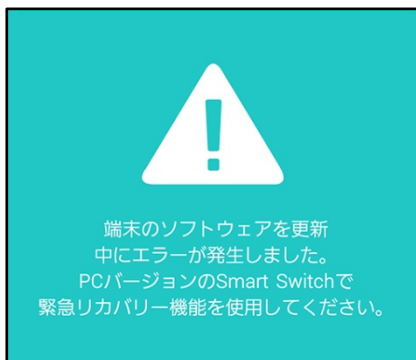 端末のソフトウェアを更新
中にエラーが発生しました。
PCバージョンのSmart Switchで
緊急リカバリー機能を使用してください。